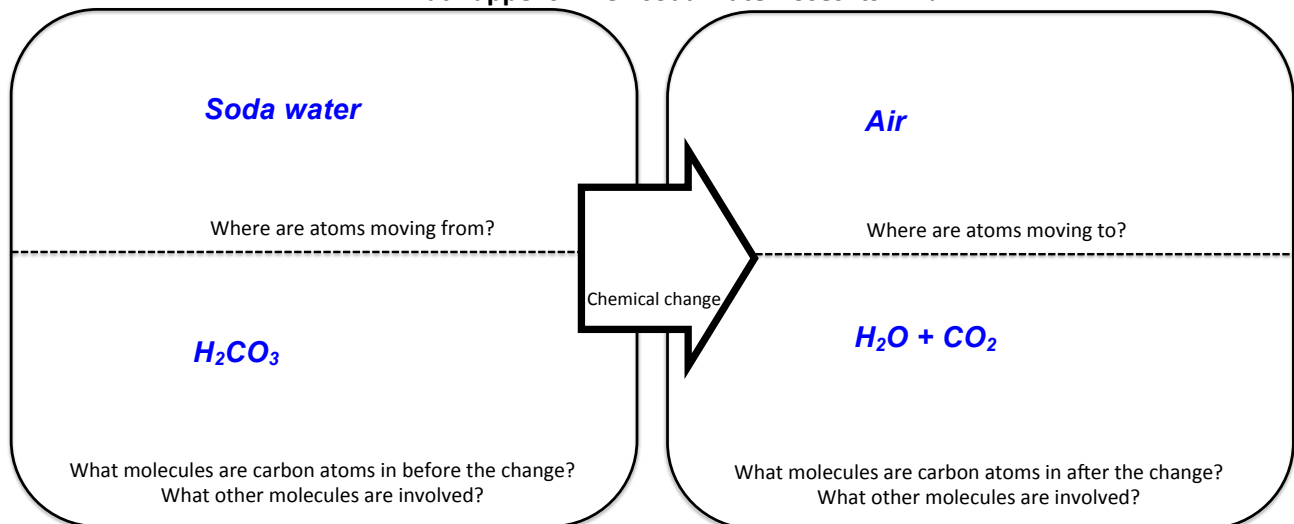 Soda water
Where are atoms moving from?
H₂CO₃
What molecules are carbon atoms in before the change?
What other molecules are involved?
Chemical change
Air
Where are atoms moving to?
H₂O + CO₂
What molecules are carbon atoms in after the change?
What other molecules are involved?